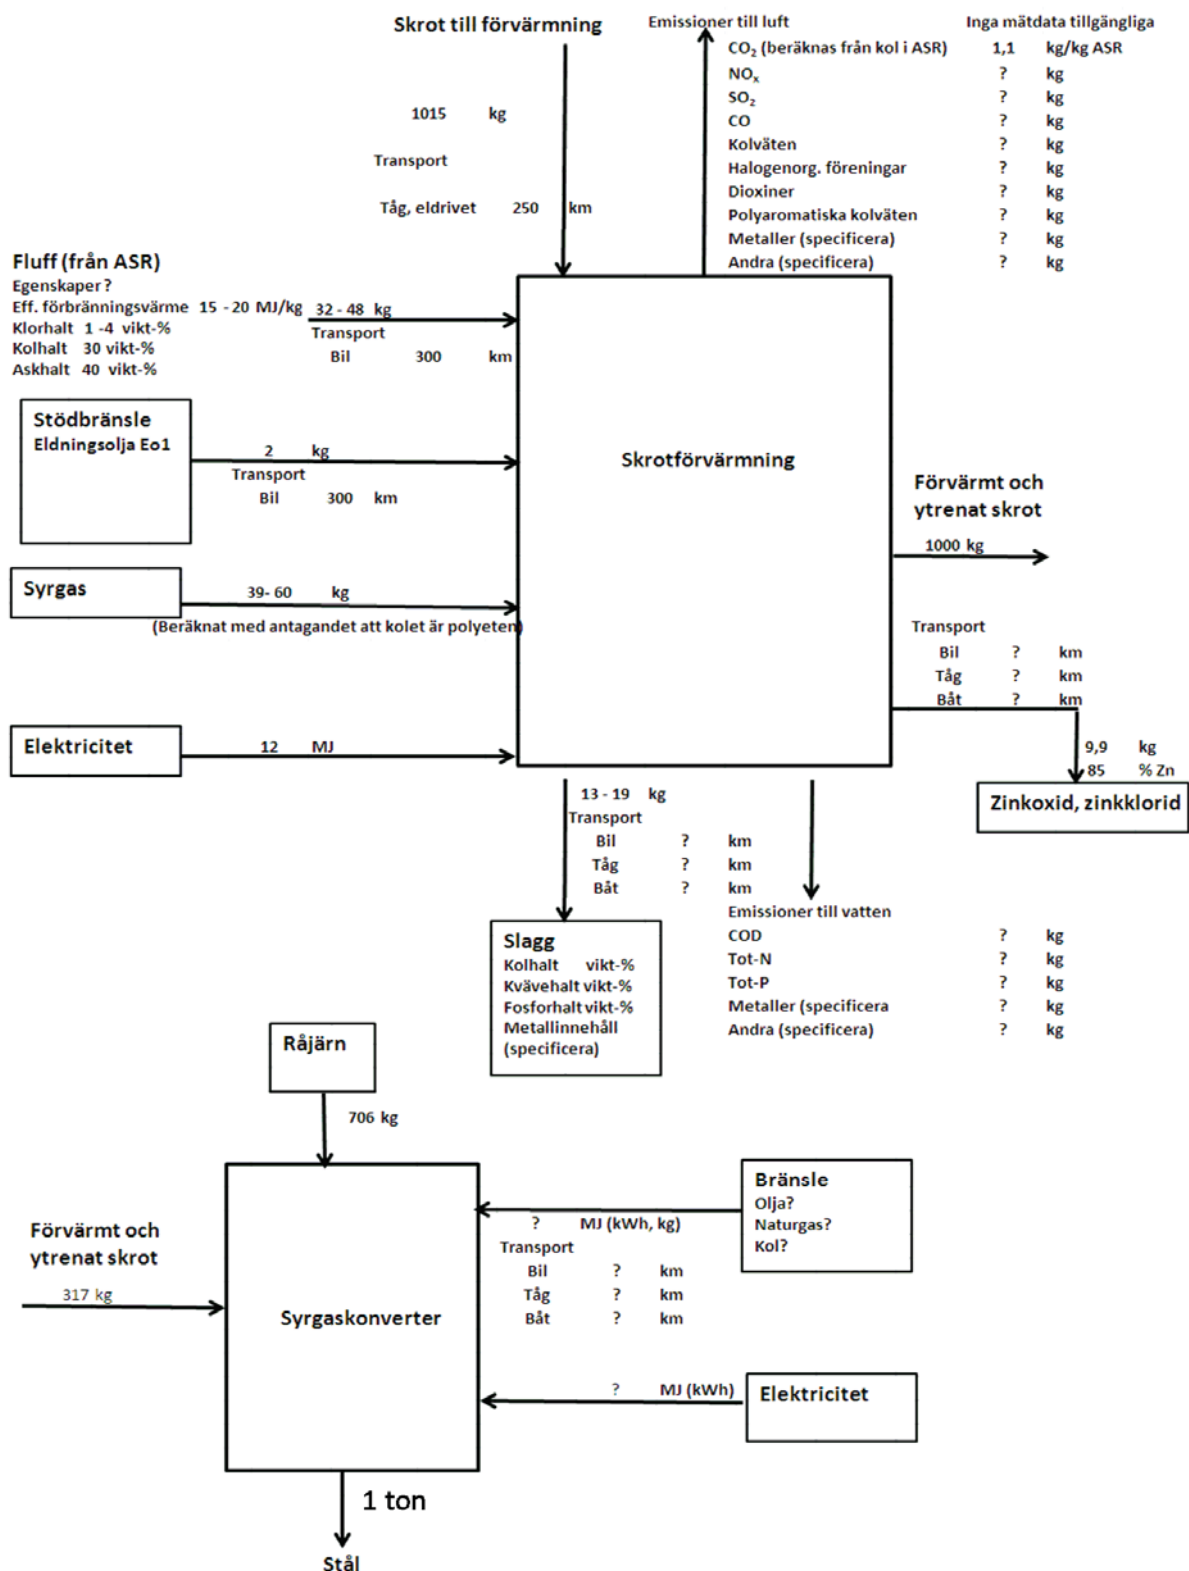 Skrot till förvärmning
1015 kg
Transport
Tåg, eldrivet 250 km
Emissioner till luft Inga mätdata tillgängliga
CO₂ (beräknas från kol i ASR) 1,1 kg/kg ASR
NOₓ ? kg
SO₂ ? kg
CO ? kg
Kolväten ? kg
Halogenorg. föreningar ? kg
Dioxiner ? kg
Polyaromatiska kolväten ? kg
Metaller (specificera) ? kg
Andra (specificera) ? kg
Fluff (från ASR)
Egenskaper ?
Eff. förbränningsvärme 15 - 20 MJ/kg
Klorhalt 1 -4 vikt-%
Kolhalt 30 vikt-%
Askhalt 40 vikt-%
32 - 48 kg
Transport
Bil 300 km
Stödbränsle
Eldningsolja Eo1
2 kg
Transport
Bil 300 km
Syrgas
39- 60 kg
(Beräknat med antagandet att kolet är polyeten)
Elektricitet
12 MJ
Skrotförvärmning
Förvärmt och
ytrenat skrot
1000 kg
Transport
Bil ? km
Tåg ? km
Båt ? km
9,9 kg
85 % Zn
Zinkoxid, zinkklorid
13 - 19 kg
Transport
Bil ? km
Tåg ? km
Båt ? km
Slagg
Kolhalt vikt-%
Kvävehalt vikt-%
Fosforhalt vikt-%
Metallinnehåll
(specificera)
Emissioner till vatten
COD ? kg
Tot-N ? kg
Tot-P ? kg
Metaller (specificera ? kg
Andra (specificera) ? kg
Råjärn
706 kg
Förvärmt och
ytrenat skrot
317 kg
Syrgaskonverter
Bränsle
Olja?
Naturgas?
Kol?
? MJ (kWh, kg)
Transport
Bil ? km
Tåg ? km
Båt ? km
? MJ (kWh)
Elektricitet
1 ton
Stål